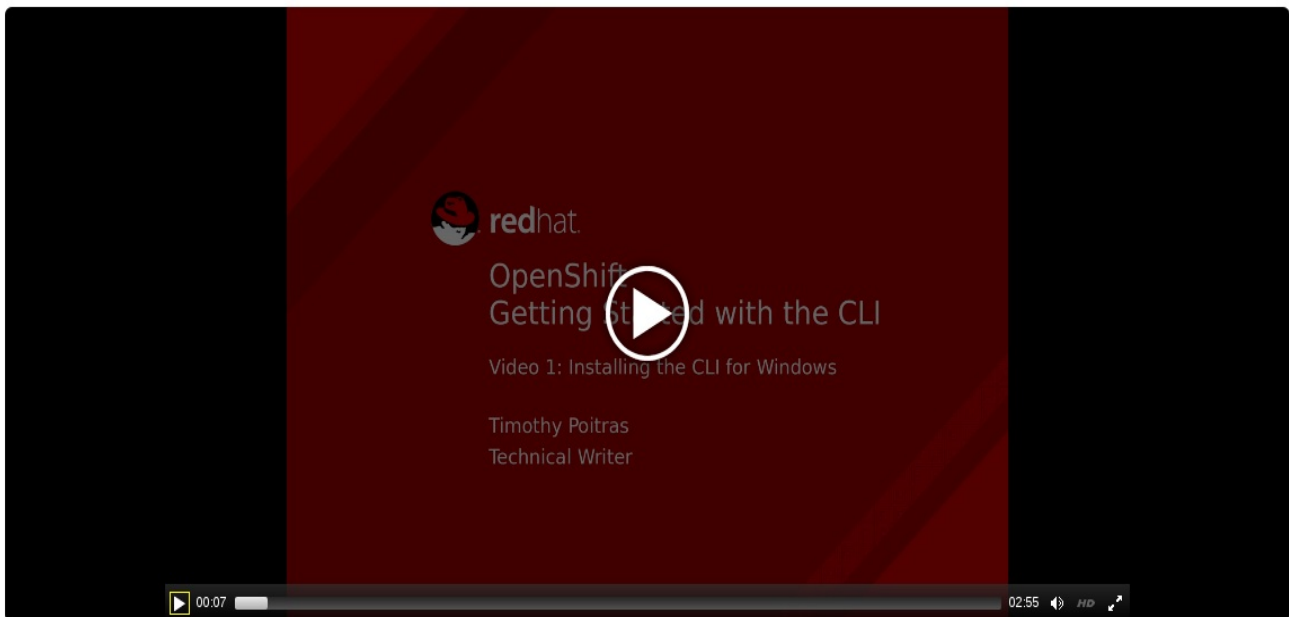 redhat.
OpenShift
Getting Started with the CLI
Video 1: Installing the CLI for Windows
Timothy Poitras
Technical Writer
00:07
02:55
HD